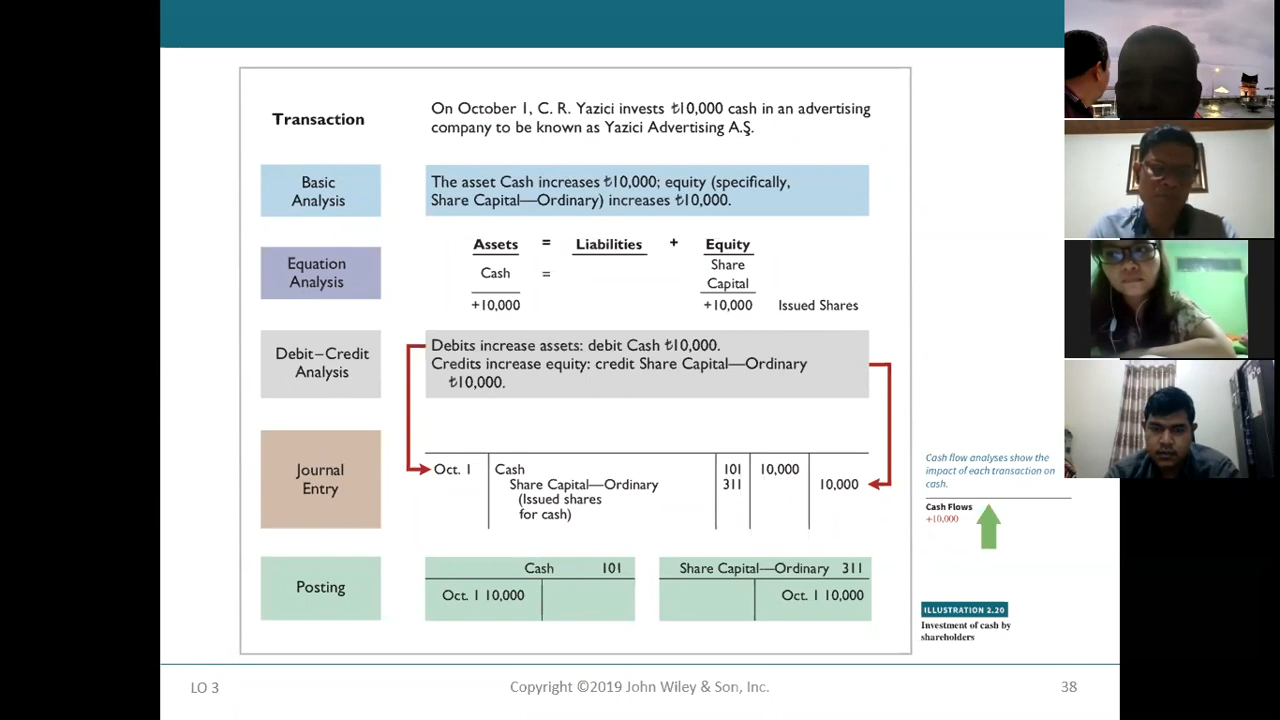 Transaction
On October 1, C. R. Yazici invests ₺10,000 cash in an advertising
company to be known as Yazici Advertising A.Ş.
Basic
Analysis
The asset Cash increases ₺10,000; equity (specifically,
Share Capital—Ordinary) increases ₺10,000.
Equation
Analysis
Assets = Liabilities + Equity
Cash = Share
Capital
+10,000 +10,000 Issued Shares
Debit–Credit
Analysis
Debits increase assets: debit Cash ₺10,000.
Credits increase equity: credit Share Capital—Ordinary
₺10,000.
Journal
Entry
Oct. 1 Cash 101 10,000
Share Capital—Ordinary 311 10,000
(Issued shares
for cash)
Posting
Cash 101
Oct. 1 10,000
Share Capital—Ordinary 311
Oct. 1 10,000
Cash flow analyses show the
impact of each transaction on
cash.
Cash Flows
+10,000
ILLUSTRATION 2.20
Investment of cash by
shareholders
LO 3
Copyright ©2019 John Wiley & Son, Inc.
38